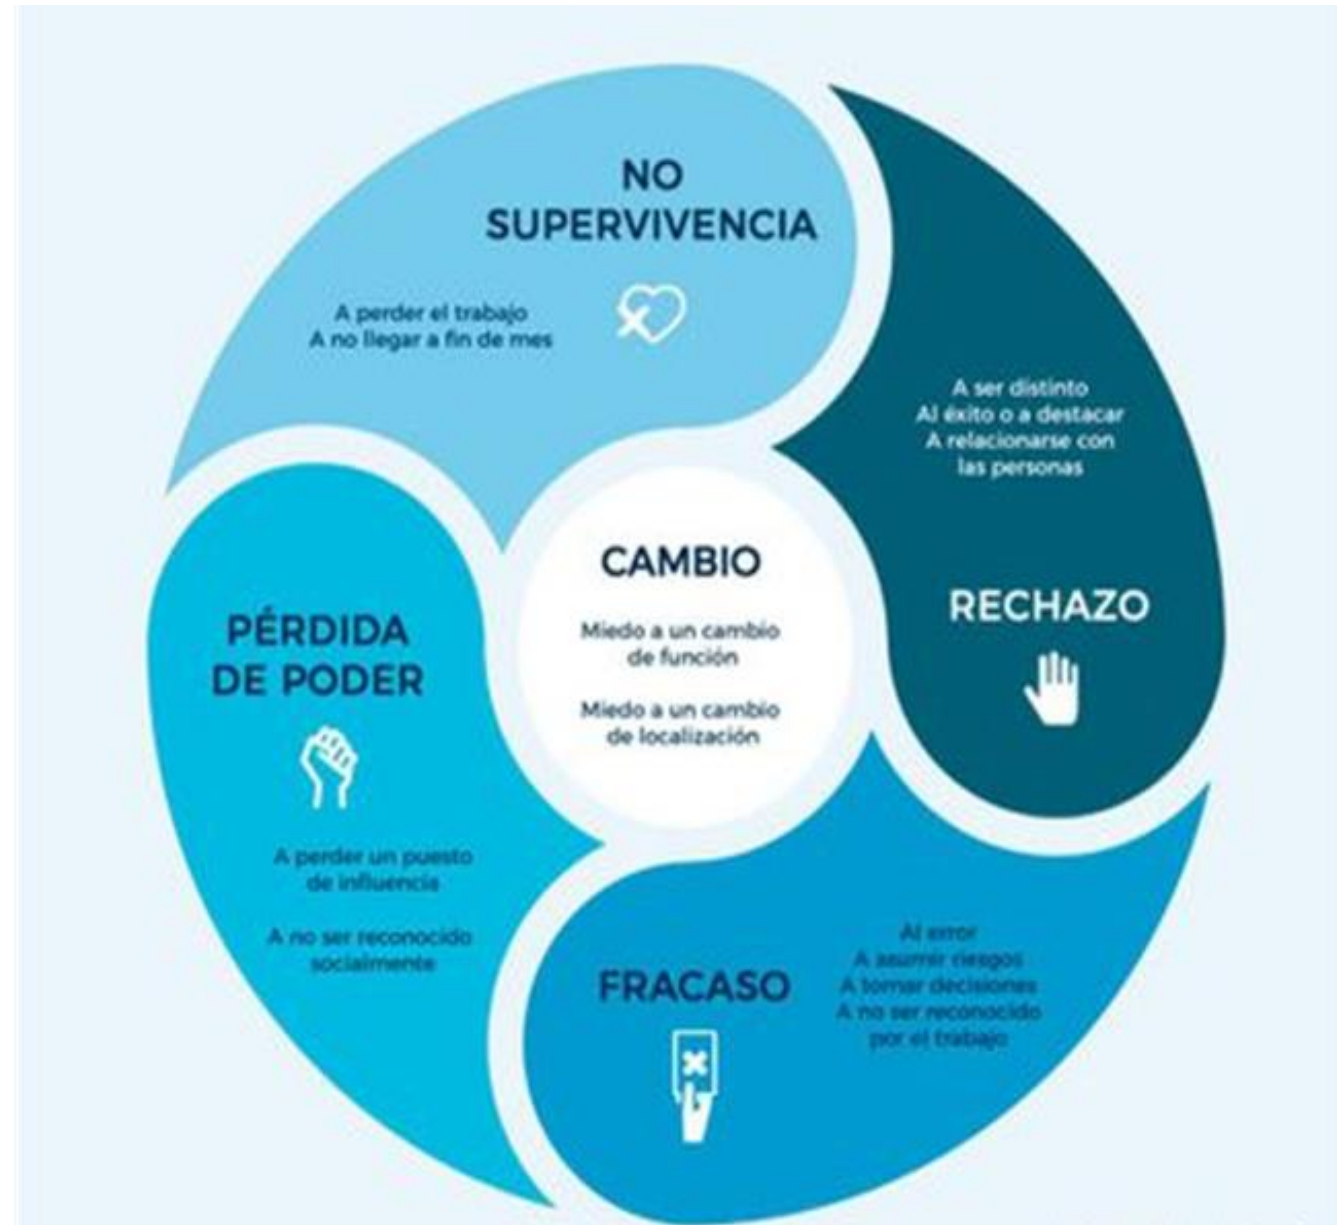 NO
SUPERVIVENCIA
A perder el trabajo
A no llegar a fin de mes
A ser distinto
Al éxito o a destacar
A relacionarse con
las personas
RECHAZO
CAMBIO
Miedo a un cambio
de función
Miedo a un cambio
de localización
PÉRDIDA
DE PODER
A perder un puesto
de influencia
A no ser reconocido
socialmente
FRACASO
Al error
A asumir riesgos
A tomar decisiones
A no ser reconocido
por el trabajo